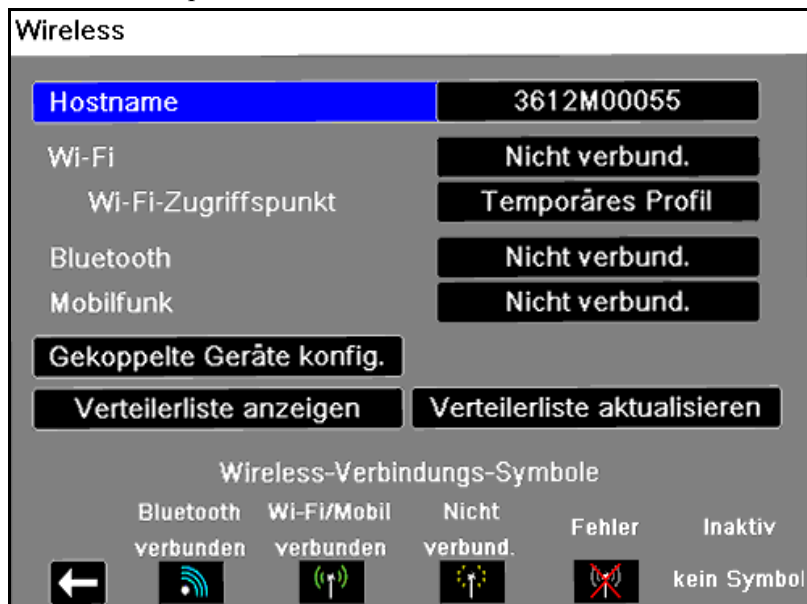 Wireless
Hostname 3612M00055
Wi-Fi Nicht verbund.
Wi-Fi-Zugriffspunkt Temporäres Profil
Bluetooth Nicht verbund.
Mobilfunk Nicht verbund.
Gekoppelte Geräte konfig.
Verteilerliste anzeigen Verteilerliste aktualisieren
Wireless-Verbindungs-Symbole
Bluetooth verbunden
Wi-Fi/Mobil verbunden
Nicht verbund.
Fehler
Inaktiv
kein Symbol